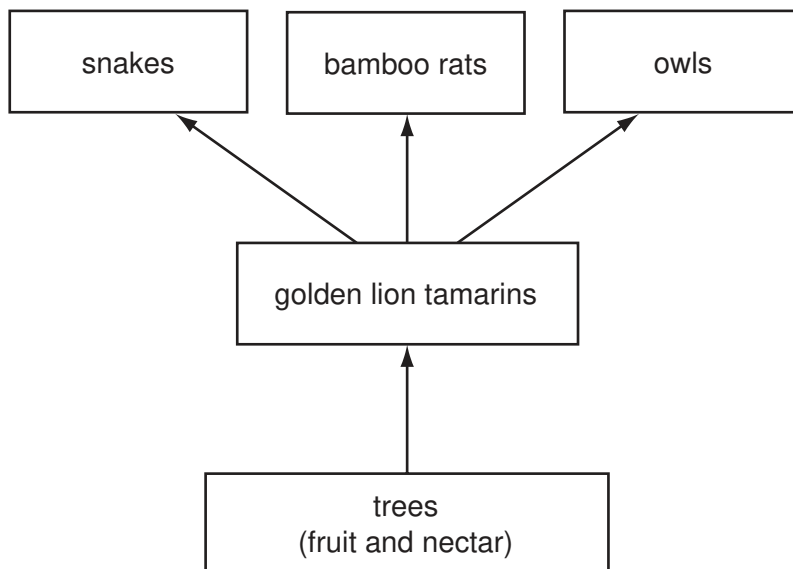 snakes
bamboo rats
owls
golden lion tamarins
trees
(fruit and nectar)